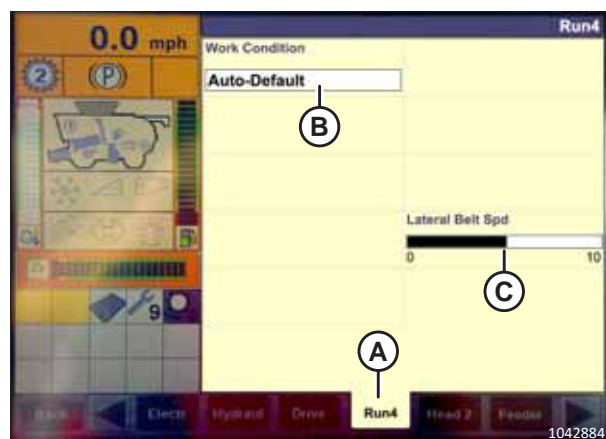 Run4
0.0 mph
Work Condition
2
P
Auto-Default
B
Lateral Belt Spd
0
10
C
9
A
Back
Electr
Hydraul
Drive
Run4
Head 2
Feeder
1042884